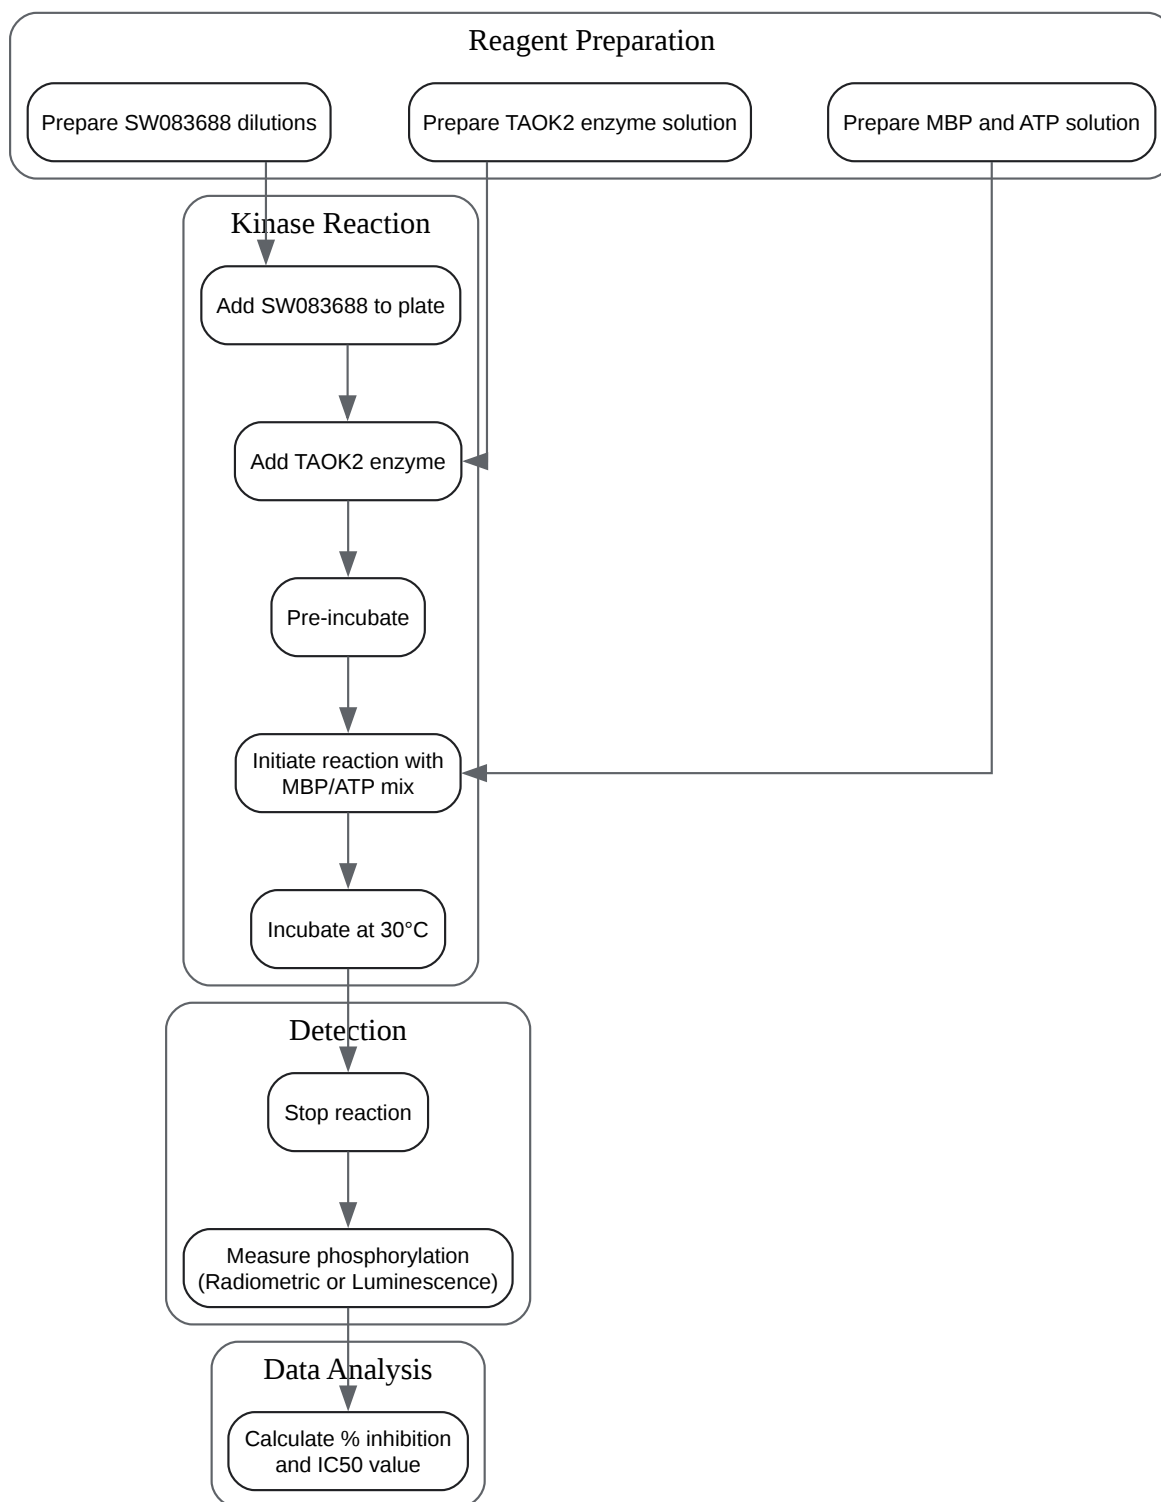 Reagent Preparation
Prepare SW083688 dilutions
Prepare TAOK2 enzyme solution
Prepare MBP and ATP solution
Kinase Reaction
Add SW083688 to plate
Add TAOK2 enzyme
Pre-incubate
Initiate reaction with
MBP/ATP mix
Incubate at 30°C
Detection
Stop reaction
Measure phosphorylation
(Radiometric or Luminescence)
Data Analysis
Calculate % inhibition
and IC50 value